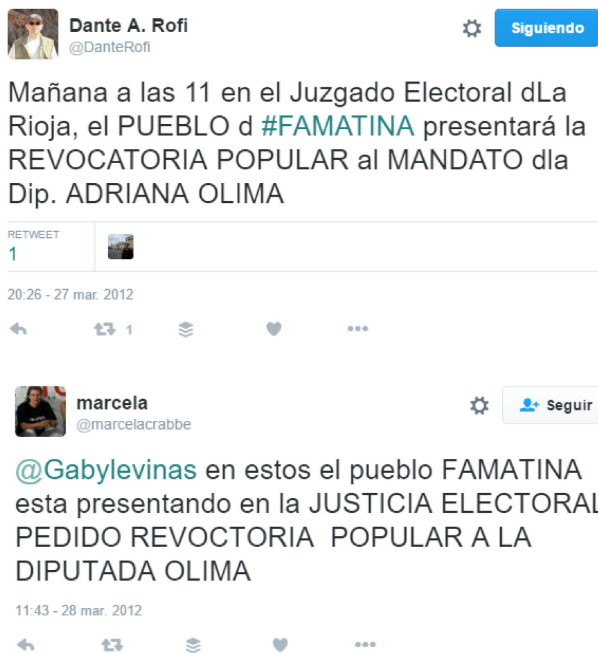 Dante A. Rofi
@DanteRofi
Siguiendo
Mañana a las 11 en el Juzgado Electoral dLa
Rioja, el PUEBLO d #FAMATINA presentará la
REVOCATORIA POPULAR al MANDATO dla
Dip. ADRIANA OLIMA
RETWEET
1
20:26 - 27 mar. 2012
1
marcela
@marcelacrabbe
Seguir
@Gabylevinas en estos el pueblo FAMATINA
esta presentando en la JUSTICIA ELECTORAL
PEDIDO REVOCTORIA POPULAR A LA
DIPUTADA OLIMA
11:43 - 28 mar. 2012